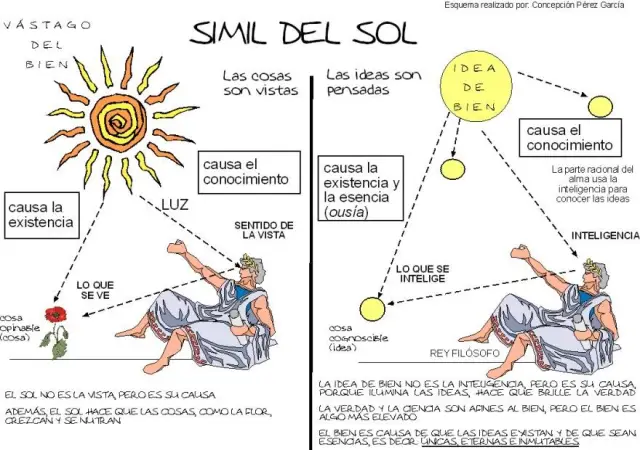 Esquema realizado por: Concepción Pérez García
SIMIL DEL SOL
VÁSTAGO
DEL
BIEN
Las cosas
son vistas
causa el
conocimiento
causa la
existencia
LUZ
SENTIDO DE
LA VISTA
LO QUE
SE VE
cosa
opinable
(cosa)
EL SOL NO ES LA VISTA, PERO ES SU CAUSA
ADEMÁS, EL SOL HACE QUE LAS COSAS, COMO LA FLOR,
CREZCAN Y SE NUTRAN
Las ideas son
pensadas
IDEA
DE
BIEN
causa el
conocimiento
causa la
existencia y
la esencia
(ousía)
La parte racional del
alma usa la
inteligencia para
conocer las ideas
INTELIGENCIA
LO QUE SE
INTELIGE
cosa
cognoscible
(idea)
REY FILÓSOFO
LA IDEA DE BIEN NO ES LA INTELIGENCIA, PERO ES SU CAUSA,
PORQUE ILUMINA LAS IDEAS, HACE QUE BRILLE LA VERDAD
LA VERDAD Y LA CIENCIA SON AFINES AL BIEN, PERO EL BIEN ES
ALGO MÁS ELEVADO
EL BIEN ES CAUSA DE QUE LAS IDEAS EXISTAN Y DE QUE SEAN
ESENCIAS, ES DECIR, ÚNICAS, ETERNAS E INMUTABLES